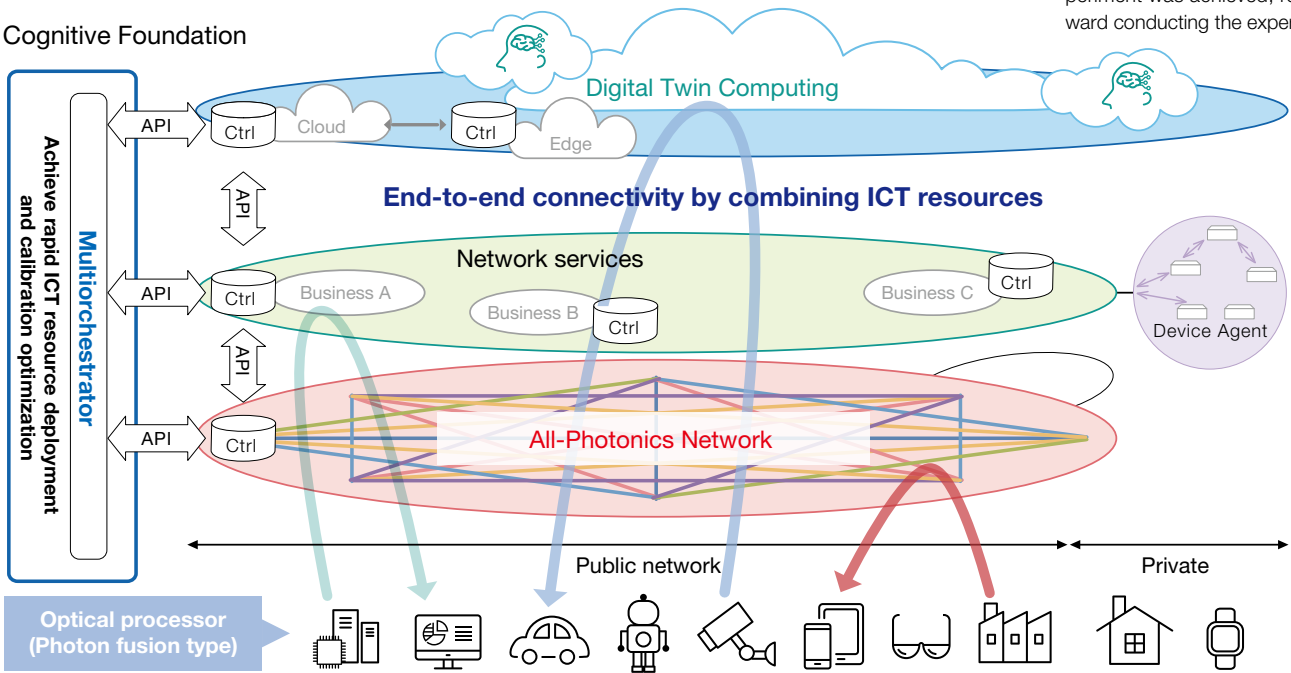 periment was achieved,
ward conducting the exper
Cognitive Foundation
Digital Twin Computing
API
Ctrl
Cloud
Ctrl
Edge
Achieve rapid ICT resource deployment
and calibration optimization
Multiorchestrator
API
End-to-end connectivity by combining ICT resources
Network services
API
Ctrl
Business A
Business B
Ctrl
Business C
Ctrl
Device Agent
API
API
Ctrl
All-Photonics Network
Public network
Private
Optical processor
(Photon fusion type)